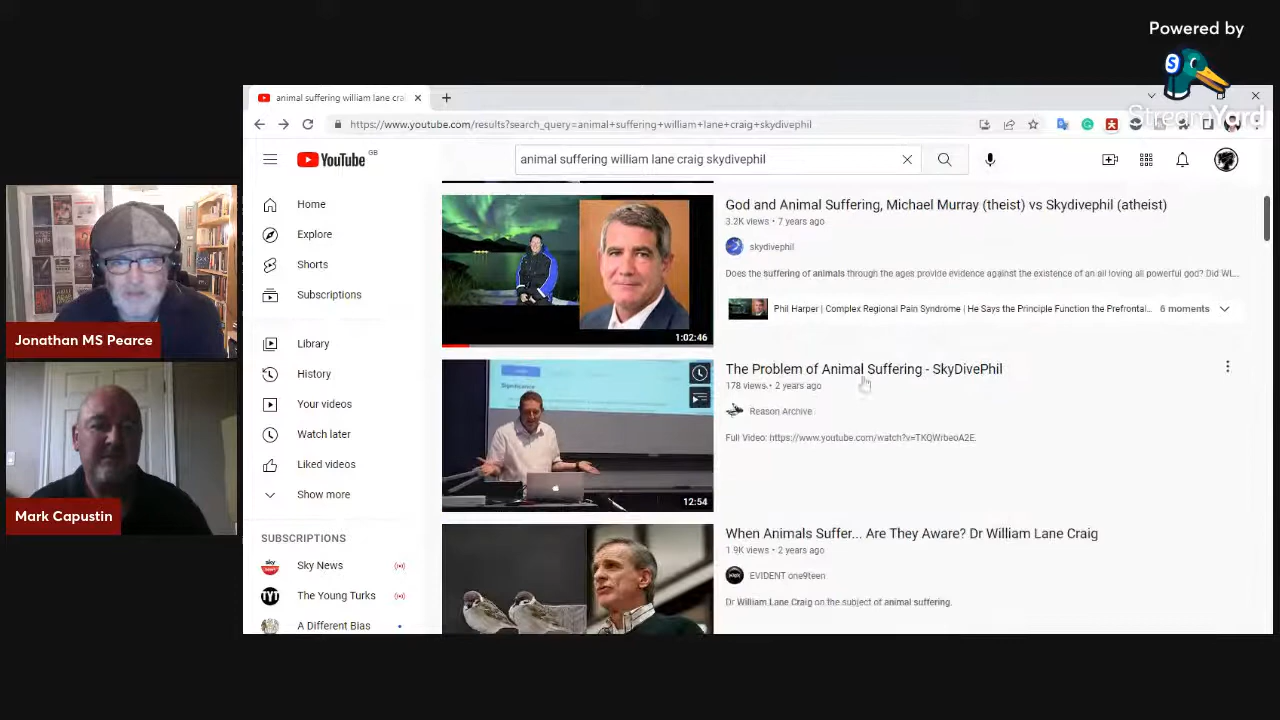 Powered by
StreamYard
animal suffering william lane cra
https://www.youtube.com/results?search_query=animal+suffering+william+lane+craig+skydivephil
YouTube GB
animal suffering william lane craig skydivephil
Home
Explore
Shorts
Subscriptions
Library
History
Your videos
Watch later
Liked videos
Show more
SUBSCRIPTIONS
Sky News
TYT
The Young Turks
A Different Bias
God and Animal Suffering, Michael Murray (theist) vs Skydivephil (atheist)
3.2K views • 7 years ago
skydivephil
Does the suffering of animals through the ages provide evidence against the existence of an all loving all powerful god? Did WL...
Phil Harper | Complex Regional Pain Syndrome | He Says the Principle Function the Prefrontal...
6 moments
1:02:46
The Problem of Animal Suffering - SkyDivePhil
178 views • 2 years ago
Reason Archive
Full Video: https://www.youtube.com/watch?v=TKQWrbeoA2E.
12:54
When Animals Suffer... Are They Aware? Dr William Lane Craig
1.9K views • 2 years ago
EVIDENT one9teen
Dr William Lane Craig on the subject of animal suffering.
Jonathan MS Pearce
Mark Capustin